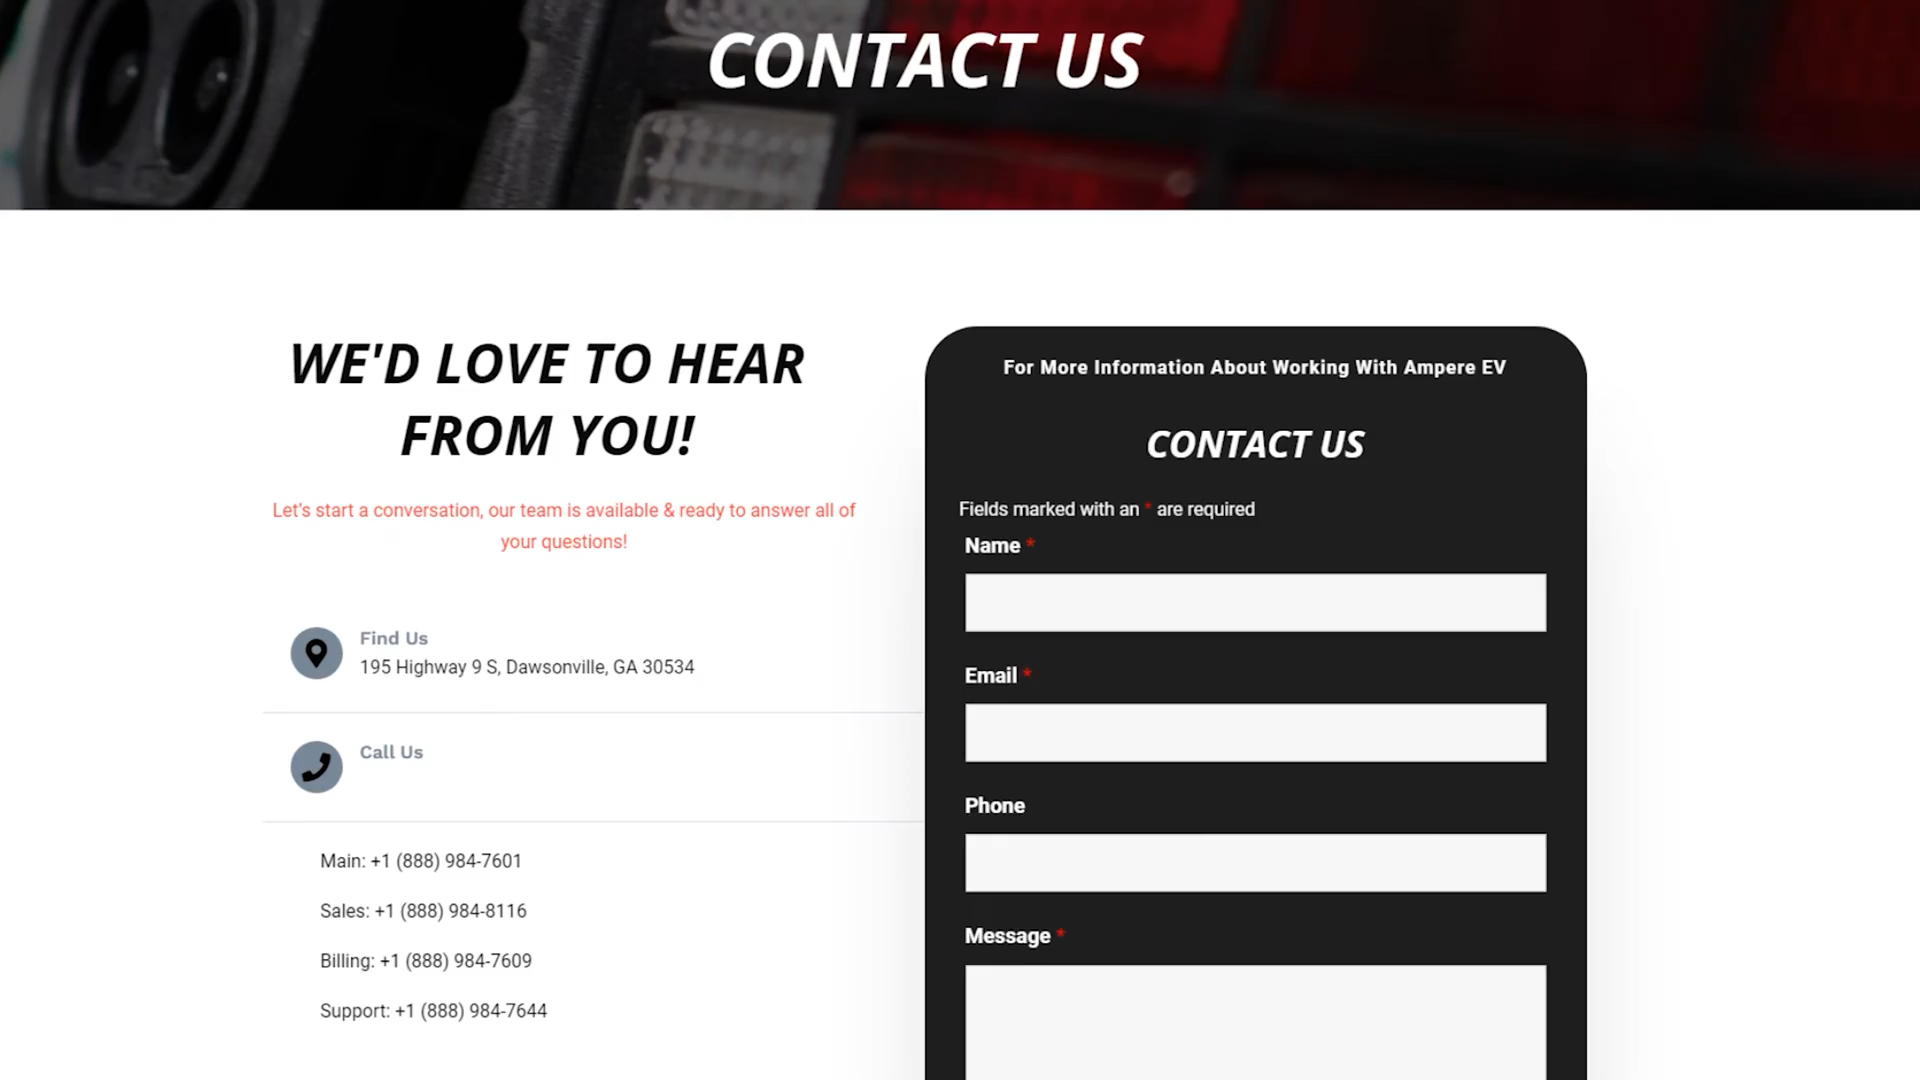 CONTACT US
WE'D LOVE TO HEAR
FROM YOU!
Let's start a conversation, our team is available & ready to answer all of
your questions!
Find Us
195 Highway 9 S, Dawsonville, GA 30534
Call Us
Main: +1 (888) 984-7601
Sales: +1 (888) 984-8116
Billing: +1 (888) 984-7609
Support: +1 (888) 984-7644
For More Information About Working With Ampere EV
CONTACT US
Fields marked with an * are required
Name *
Email *
Phone
Message *